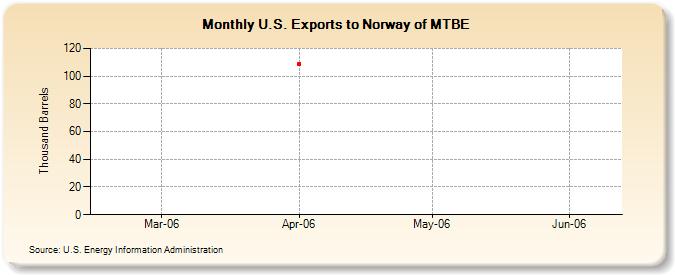 Monthly U.S. Exports to Norway of MTBE
Thousand Barrels
120
100
80
60
40
20
0
Mar-06 Apr-06 May-06 Jun-06
Source: U.S. Energy Information Administration